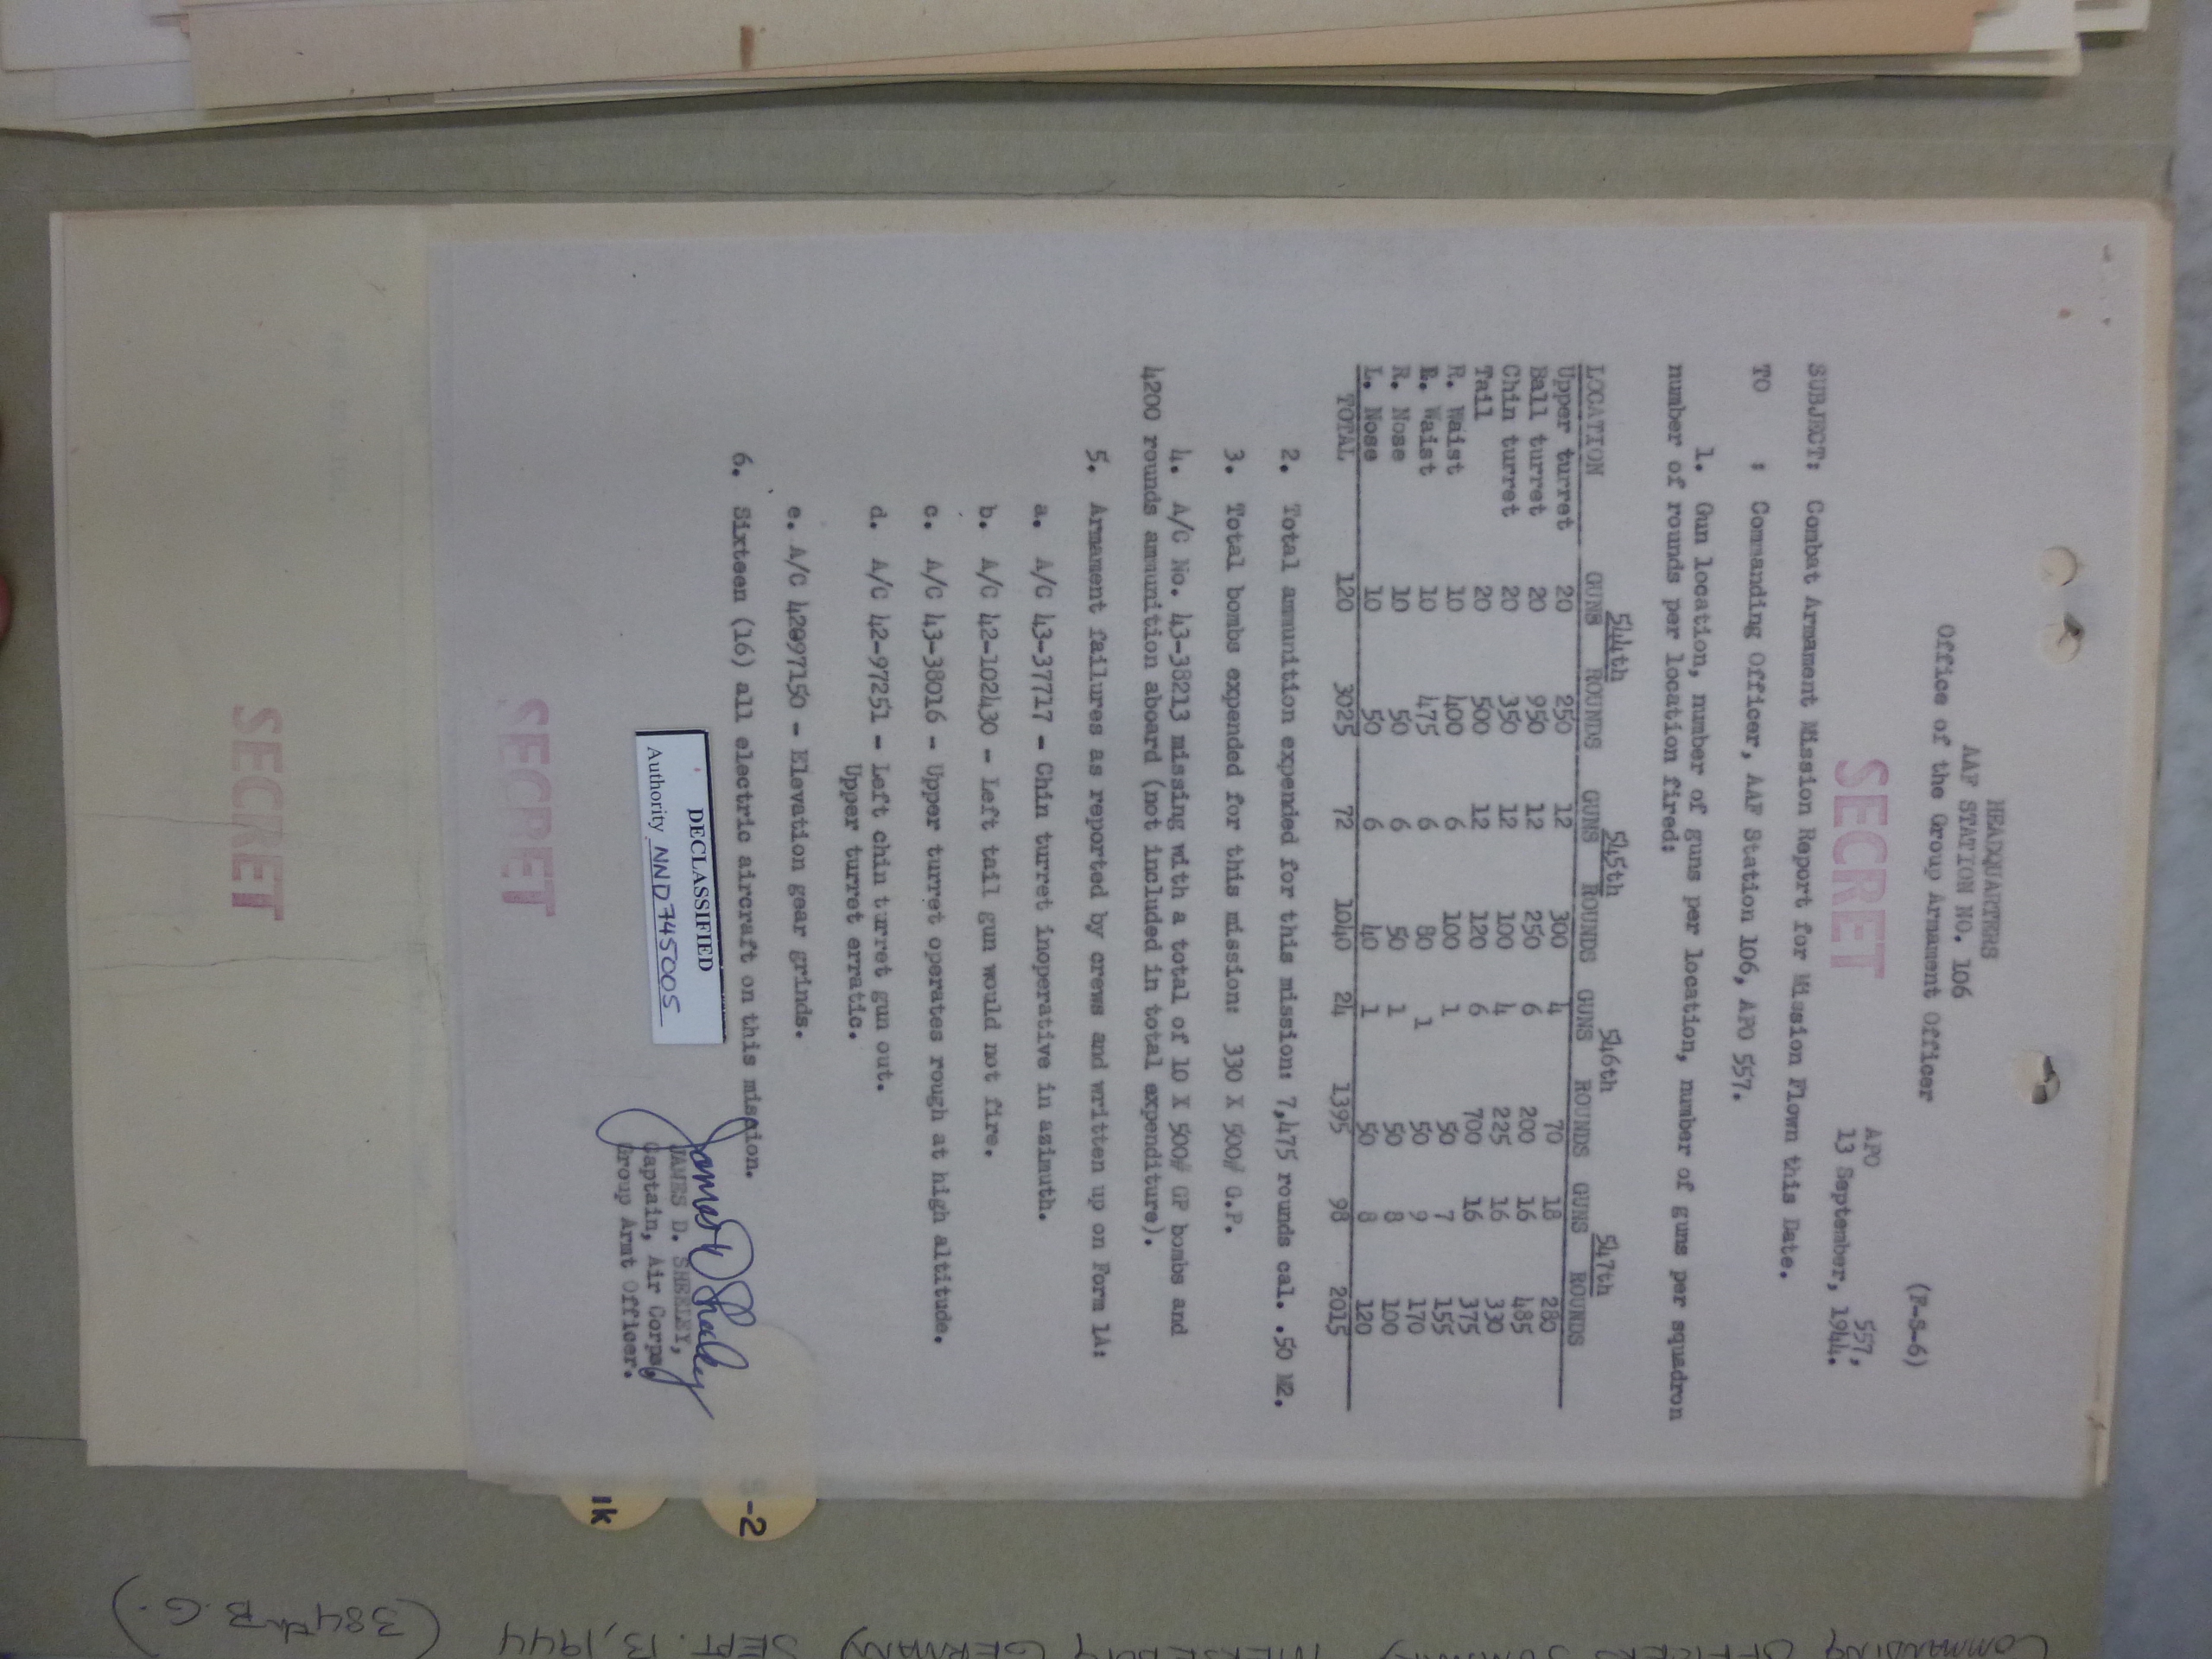 HEADQUARTERS
AAF STATION NO. 106
Office of the Group Armament Officer
(F-S-6)
APO 557,
13 September, 1944.
SECRET
SUBJECT: Combat Armament Mission Report for Mission Flown this Date.
TO : Commanding Officer, AAF Station 106, APO 557.
1. Gun location, number of guns per location, number of guns per squadron
number of rounds per location fired:
544th 545th 546th 547th
LOCATION GUNS ROUNDS GUNS ROUNDS GUNS ROUNDS GUNS ROUNDS
Upper turret 20 250 12 300 4 70 18 280
Ball turret 20 950 12 250 6 200 16 485
Chin turret 20 350 12 100 4 225 16 330
Tail 20 500 12 120 6 700 16 375
R. Waist 10 400 6 100 1 50 7 155
L. Waist 10 475 6 80 1 50 9 170
R. Nose 10 50 6 50 1 50 8 100
L. Nose 10 50 6 40 1 50 8 120
TOTAL 120 3025 72 1040 24 1395 98 2015
2. Total ammunition expended for this mission: 7,475 rounds cal. .50 M2.
3. Total bombs expended for this mission: 330 X 500# G.P.
4. A/C No. 43-38213 missing with a total of 10 X 500# GP bombs and
4200 rounds ammunition aboard (not included in total expenditure).
5. Armament failures as reported by crews and written up on Form 1A:
a. A/C 43-37717 - Chin turret inoperative in azimuth.
b. A/C 42-102430 - Left tail gun would not fire.
c. A/C 43-38016 - Upper turret operates rough at high altitude.
d. A/C 42-97251 - Left chin turret gun out.
Upper turret erratic.
e. A/C 42@97150 - Elevation gear grinds.
6. Sixteen (16) all electric aircraft on this mission.
James D Sheeley
JAMES D. SHEELEY,
Captain, Air Corps,
Group Armt Officer.
DECLASSIFIED
Authority NND745005
SECRET
SECRET
-2
1k
COMMANDING OFFICER'S SUMMARY MERSEBURG GERMANY SEPT. 13, 1944 (384th B.G.)